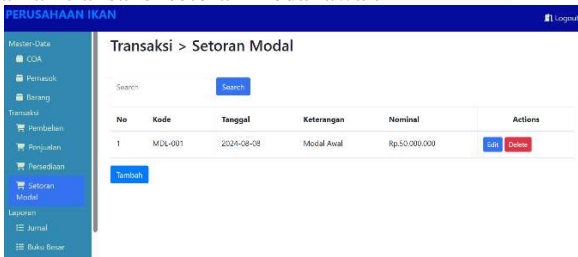 PERUSAHAAN IKAN
Logout
Master-Data
COA
Pemasok
Barang
Transaksi
Pembelian
Penjualan
Persediaan
Setoran
Modal
Laporan
Jurnal
Buku Besar
Transaksi > Setoran Modal
Search Search
No Kode Tanggal Keterangan Nominal Actions
1 MDL-001 2024-08-08 Modal Awal Rp.50.000.000 Edit Delete
Tambah